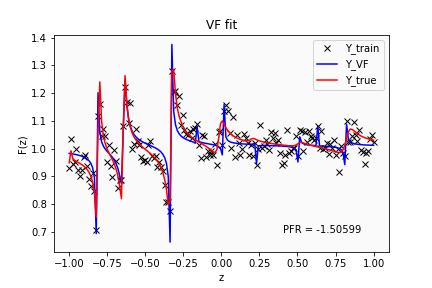 VF fit
Y_train
Y_VF
Y_true
1.4
1.3
1.2
1.1
1.0
0.9
0.8
0.7
F(z)
PFR = -1.50599
−1.00 −0.75 −0.50 −0.25 0.00 0.25 0.50 0.75 1.00
z